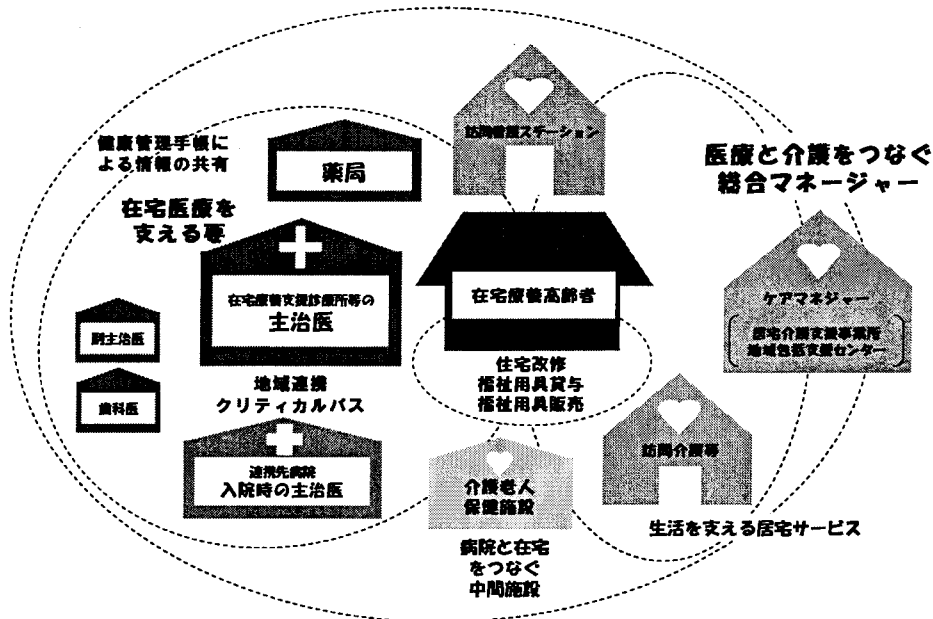 訪問看護ステーション
健康管理手帳に
よる情報の共有
薬局
医療と介護をつなぐ
総合マネージャー
在宅医療を
支える要
在宅療養支援診療所等の
主治医
在宅療養高齢者
ケアマネジャー
居宅介護支援事業所
地域包括支援センター
副主治医
歯科医
地域連携
クリティカルパス
住宅改修
福祉用具貸与
福祉用具販売
連携先病院
入院時の主治医
介護老人
保健施設
訪問介護等
生活を支える居宅サービス
病院と在宅
をつなぐ
中間施設